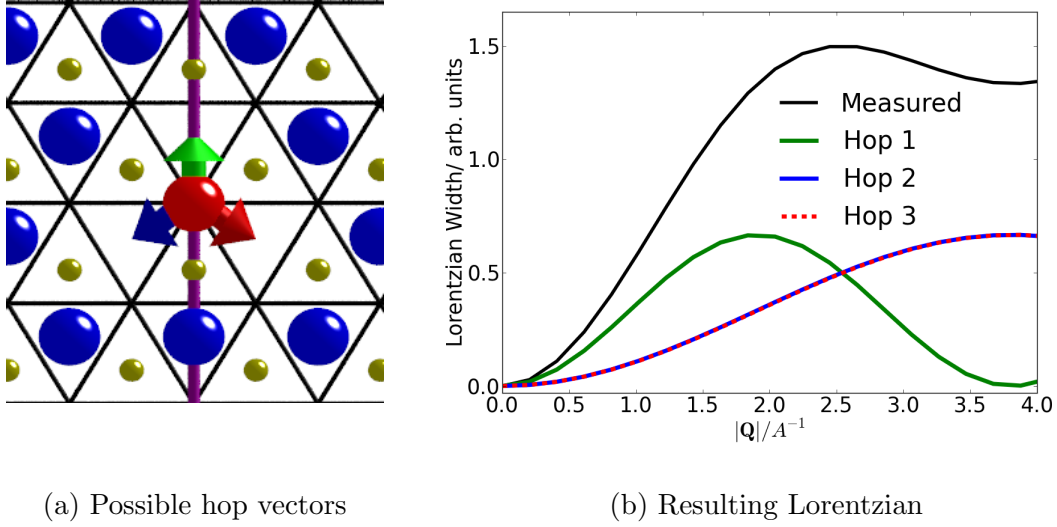 1.5
1.0
0.5
0.0
Lorentzian Width/ arb. units
Measured
Hop 1
Hop 2
Hop 3
0.0 0.5 1.0 1.5 2.0 2.5 3.0 3.5 4.0
|Q|/A⁻¹
(a) Possible hop vectors
(b) Resulting Lorentzian